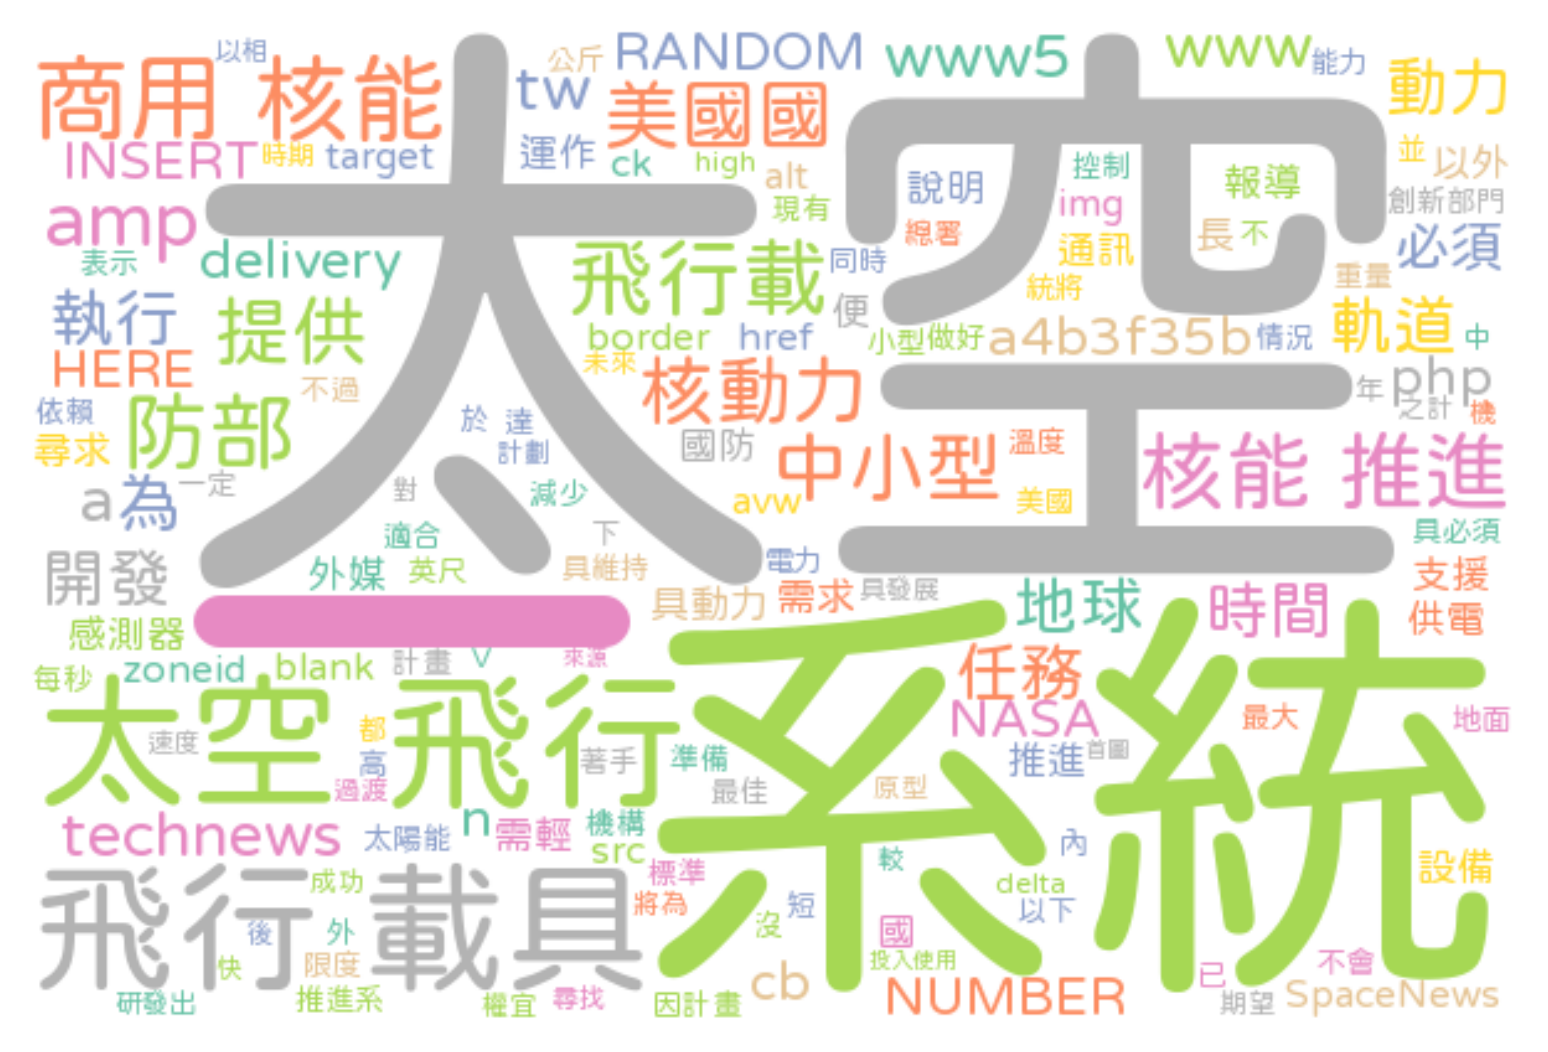 以相
公斤
RANDOM
www5
www
能力
商用
核能
tw
美國國
動力
INSERT
時期
target
運作
ck
high
alt
控制
報導
並
以外
太空
amp
現有
說明
img
創新部門
表示
delivery
飛行載
同時
總署
通訊
長
不
必須
執行
提供
便
統將
重量
border
href
小型做好
a4b3f35b
情況
軌道
中
HERE
不過
未來
核動力
年
php
依賴
防部
於
達
之計
機
尋求
計劃
國防
中小型
溫度
核能
推進
a為
一定
對
減少
avw
美國
適合
下
具必須
開發
外媒
英尺
具維持
電力
支援
一
具動力
需求
具發展
地球
時間
供電
感測器
系統
每秒
zoneid
blank
計畫
V
來源
任務
太空
飛行
NASA
最大
地面
速度
都
高
著手
準備
推進
首圖
過渡
最佳
原型
technews
太陽能
n
需輕
機構
內
src
較
設備
飛行
載具
成功
標準
delta
將為
短
以下
後
外
沒
國
快
限度
投入使用
不會
cb
已
研發出
推進系
權宜
尋找
因計畫
NUMBER
期望
SpaceNews